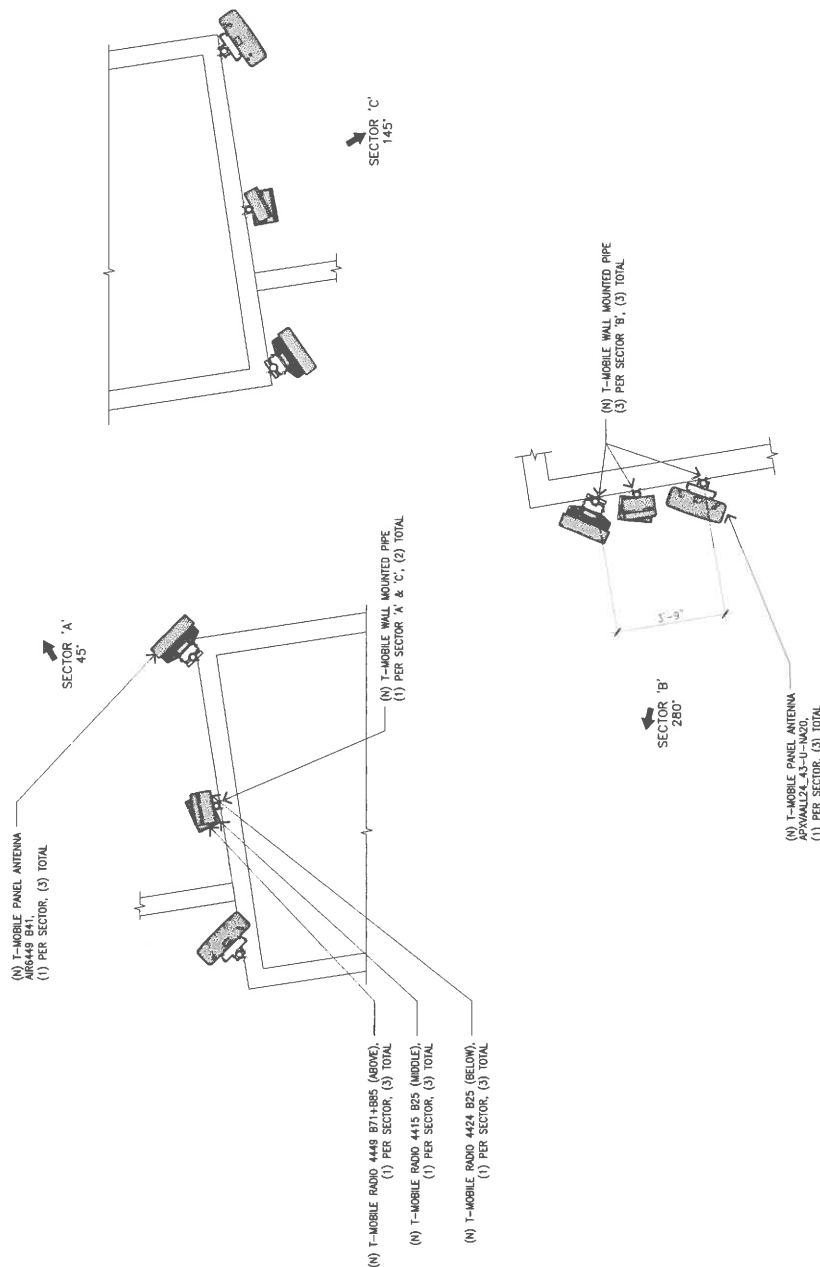 SECTOR 'C'
145°
(N) T-MOBILE WALL MOUNTED PIPE
(3) PER SECTOR 'B', (3) TOTAL
SECTOR 'A'
45°
(N) T-MOBILE WALL MOUNTED PIPE
(1) PER SECTOR 'A' & 'C', (2) TOTAL
3'-9"
SECTOR 'B'
280°
(N) T-MOBILE PANEL ANTENNA
APXVAALL24_43-U-NA20,
(1) PER SECTOR, (3) TOTAL
(N) T-MOBILE PANEL ANTENNA
AIR6449 B41,
(1) PER SECTOR, (3) TOTAL
(N) T-MOBILE RADIO 4449 B71+B85 (ABOVE),
(1) PER SECTOR, (3) TOTAL
(N) T-MOBILE RADIO 4415 B25 (MIDDLE),
(1) PER SECTOR, (3) TOTAL
(N) T-MOBILE RADIO 4424 B25 (BELOW),
(1) PER SECTOR, (3) TOTAL